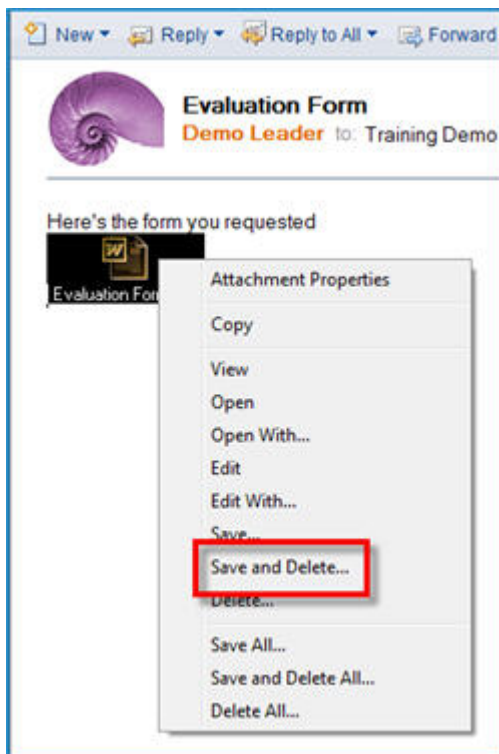 New Reply Reply to All Forward
Evaluation Form
Demo Leader to: Training Demo
Here's the form you requested
Evaluation
Attachment Properties
Copy
View
Open
Open With...
Edit
Edit With...
Save...
Save and Delete...
Delete...
Save All...
Save and Delete All...
Delete All...